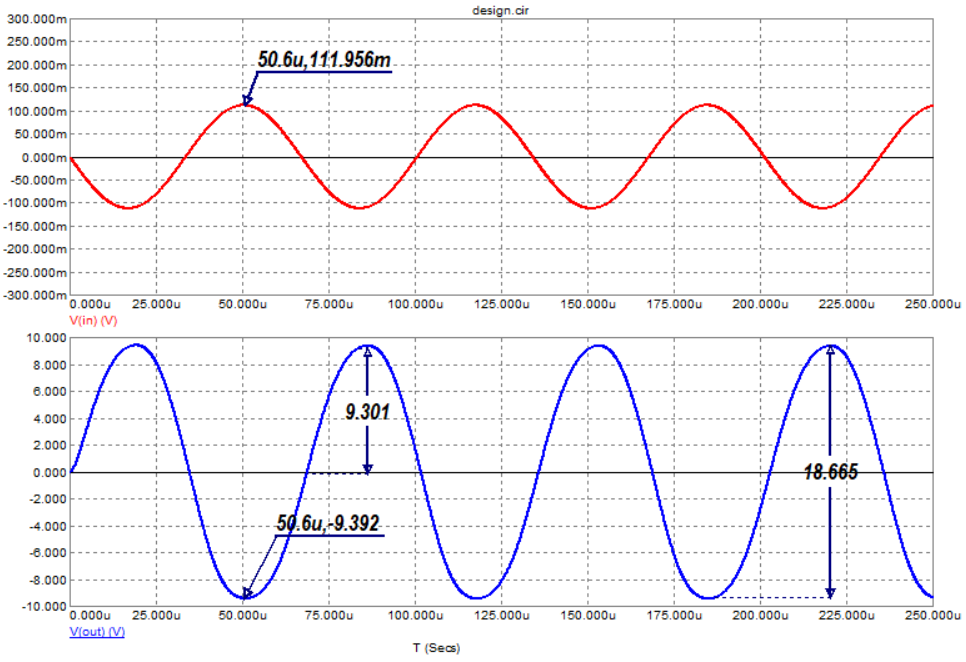 design.cir
300.000m
250.000m
200.000m
150.000m
100.000m
50.000m
0.000m
-50.000m
-100.000m
-150.000m
-200.000m
-250.000m
-300.000m
50.6u,111.956m
0.000u 25.000u 50.000u 75.000u 100.000u 125.000u 150.000u 175.000u 200.000u 225.000u 250.000u
V(in) (V)
10.000
8.000
6.000
4.000
2.000
0.000
-2.000
-4.000
-6.000
-8.000
-10.000
9.301
18.665
50.6u,-9.392
0.000u 25.000u 50.000u 75.000u 100.000u 125.000u 150.000u 175.000u 200.000u 225.000u 250.000u
V(out) (V)
T (Secs)